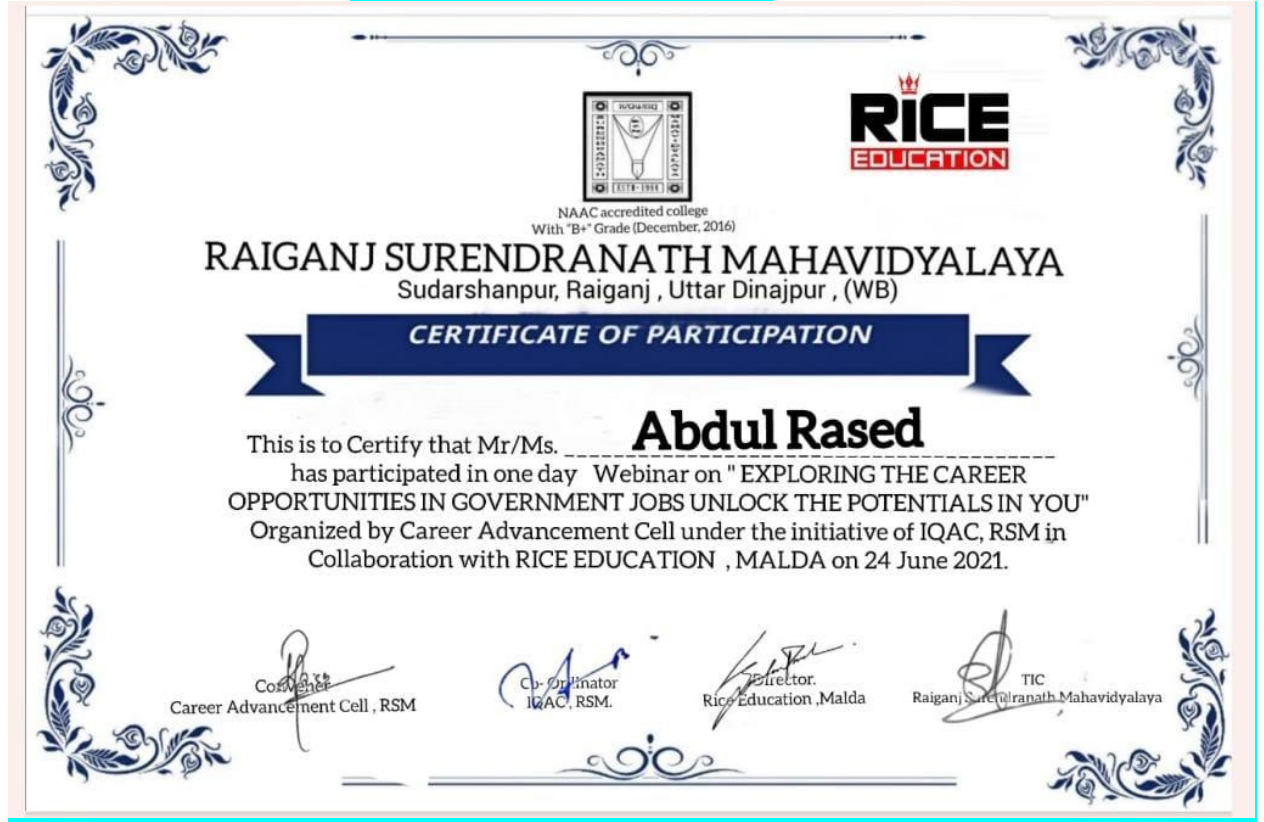 ESTD-1968
RiCE
EDUCATION
NAAC accredited college
With "B+" Grade (December, 2016)
RAIGANJ SURENDRANATH MAHAVIDYALAYA
Sudarshanpur, Raiganj , Uttar Dinajpur , (WB)
CERTIFICATE OF PARTICIPATION
This is to Certify that Mr/Ms. Abdul Rased
has participated in one day Webinar on " EXPLORING THE CAREER
OPPORTUNITIES IN GOVERNMENT JOBS UNLOCK THE POTENTIALS IN YOU"
Organized by Career Advancement Cell under the initiative of IQAC, RSM in
Collaboration with RICE EDUCATION , MALDA on 24 June 2021.
Convener
Career Advancement Cell , RSM
Co-Ordinator
IQAC , RSM.
Director.
Rice Education ,Malda
TIC
Raiganj Surendranath Mahavidyalaya